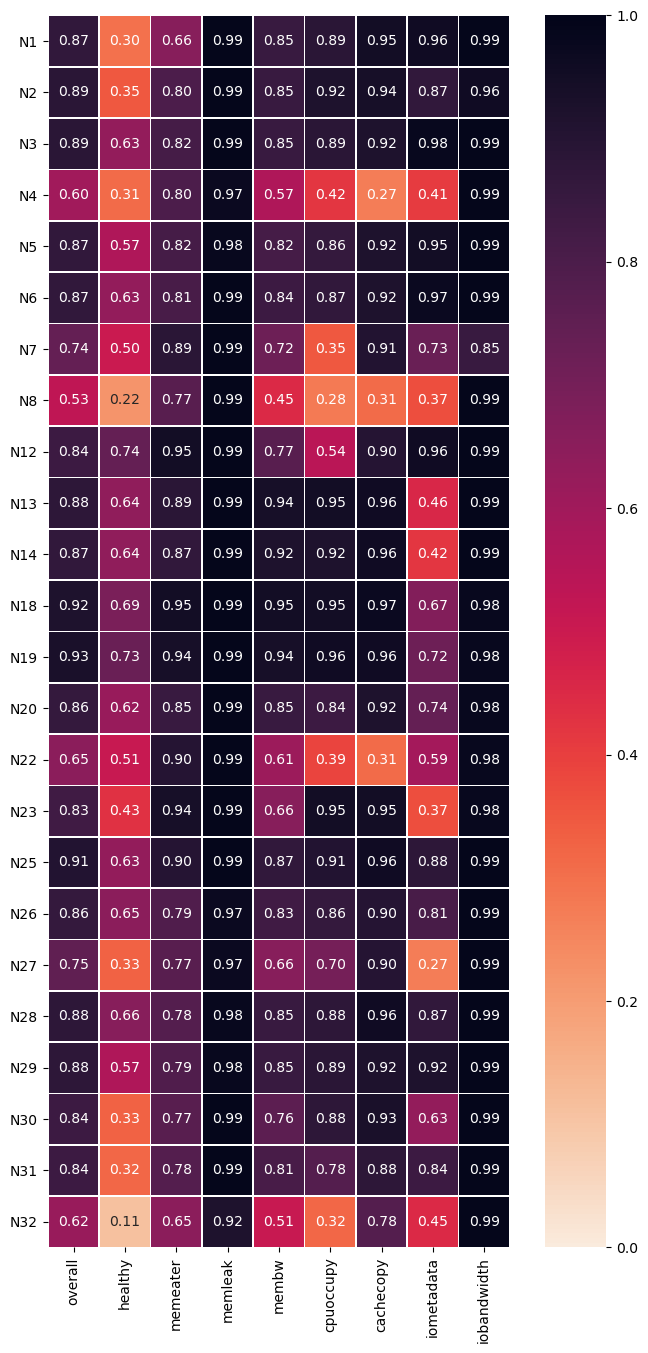 N1 0.87 0.30 0.66 0.99 0.85 0.89 0.95 0.96 0.99
N2 0.89 0.35 0.80 0.99 0.85 0.92 0.94 0.87 0.96
N3 0.89 0.63 0.82 0.99 0.85 0.89 0.92 0.98 0.99
N4 0.60 0.31 0.80 0.97 0.57 0.42 0.27 0.41 0.99
N5 0.87 0.57 0.82 0.98 0.82 0.86 0.92 0.95 0.99
N6 0.87 0.63 0.81 0.99 0.84 0.87 0.92 0.97 0.99
N7 0.74 0.50 0.89 0.99 0.72 0.35 0.91 0.73 0.85
N8 0.53 0.22 0.77 0.99 0.45 0.28 0.31 0.37 0.99
N12 0.84 0.74 0.95 0.99 0.77 0.54 0.90 0.96 0.99
N13 0.88 0.64 0.89 0.99 0.94 0.95 0.96 0.46 0.99
N14 0.87 0.64 0.87 0.99 0.92 0.92 0.96 0.42 0.99
N18 0.92 0.69 0.95 0.99 0.95 0.95 0.97 0.67 0.98
N19 0.93 0.73 0.94 0.99 0.94 0.96 0.96 0.72 0.98
N20 0.86 0.62 0.85 0.99 0.85 0.84 0.92 0.74 0.98
N22 0.65 0.51 0.90 0.99 0.61 0.39 0.31 0.59 0.98
N23 0.83 0.43 0.94 0.99 0.66 0.95 0.95 0.37 0.98
N25 0.91 0.63 0.90 0.99 0.87 0.91 0.96 0.88 0.99
N26 0.86 0.65 0.79 0.97 0.83 0.86 0.90 0.81 0.99
N27 0.75 0.33 0.77 0.97 0.66 0.70 0.90 0.27 0.99
N28 0.88 0.66 0.78 0.98 0.85 0.88 0.96 0.87 0.99
N29 0.88 0.57 0.79 0.98 0.85 0.89 0.92 0.92 0.99
N30 0.84 0.33 0.77 0.99 0.76 0.88 0.93 0.63 0.99
N31 0.84 0.32 0.78 0.99 0.81 0.78 0.88 0.84 0.99
N32 0.62 0.11 0.65 0.92 0.51 0.32 0.78 0.45 0.99
overall healthy memeater memleak membw cpuoccupy cachecopy iometadata iobandwidth
1.0
0.8
0.6
0.4
0.2
0.0